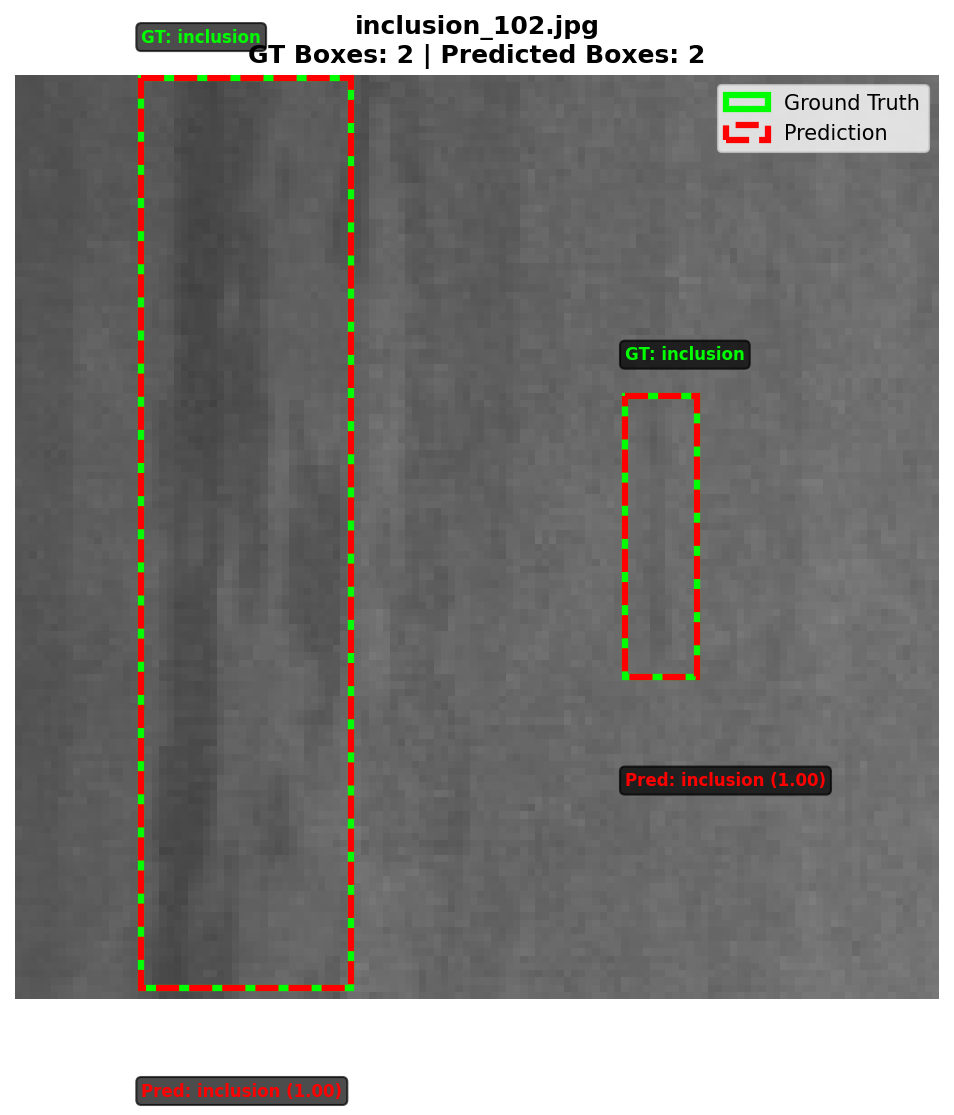 inclusion_102.jpg
GT: inclusion
GT Boxes: 2 | Predicted Boxes: 2
Ground Truth
Prediction
GT: inclusion
Pred: inclusion (1.00)
Pred: inclusion (1.00)